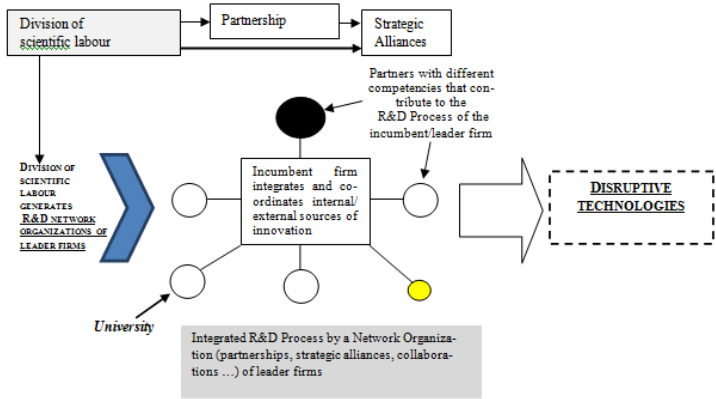 Division of
scientific labour
Partnership
Strategic
Alliances
Partners with different
competencies that con-
tribute to the
R&D Process of the
incumbent/leader firm
DIVISION OF
SCIENTIFIC
LABOUR
GENERATES
R&D NETWORK
ORGANIZATIONS OF
LEADER FIRMS
Incumbent firm
integrates and co-
ordinates internal/
external sources of
innovation
DISRUPTIVE
TECHNOLOGIES
University
Integrated R&D Process by a Network Organiza-
tion (partnerships, strategic alliances, collabora-
tions ...) of leader firms